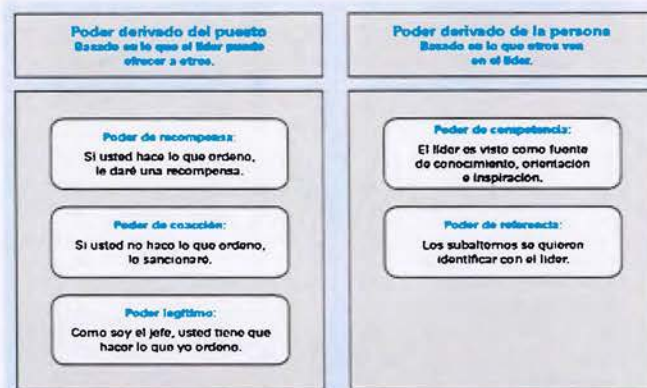 Poder derivado del puesto
Basado en lo que el líder puede
ofrecer a otros.
Poder de recompensa:
Si usted hace lo que ordeno,
le daré una recompensa.
Poder de coacción:
Si usted no hace lo que ordeno,
lo sancionaré.
Poder legítimo:
Como soy el jefe, usted tiene que
hacer lo que yo ordeno.
Poder derivado de la persona
Basado en lo que otros ven
en el líder.
Poder de competencia:
El líder es visto como fuente
de conocimiento, orientación
e inspiración.
Poder de referencia:
Los subalternos se quieren
identificar con el líder.